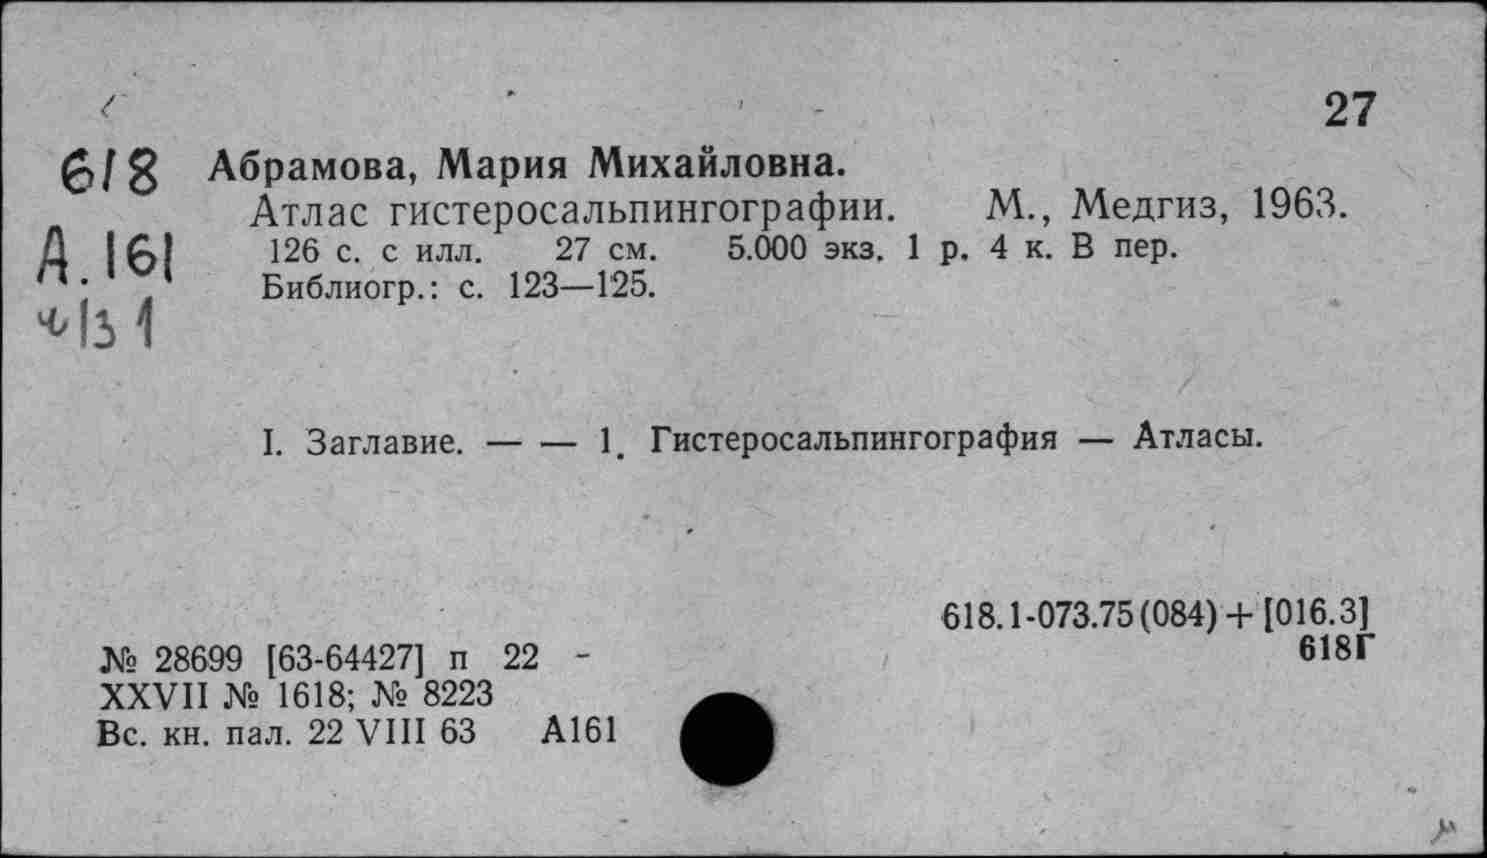 27
618 Абрамова, Мария Михайловна.
Атлас гистеросальпингографии. М., Медгиз, 1963.
А.161 126 с. с илл. 27 см. 5.000 экз. 1 р. 4 к. В пер.
Библиогр.: с. 123—125.
I. Заглавие. — — 1. Гистеросальпингография — Атласы.
618.1-073.75(084) + [016.3]
618Г
№ 28699 [63-64427] п 22 -
XXVII № 1618; № 8223
Вс. кн. пал. 22 VIII 63 А161